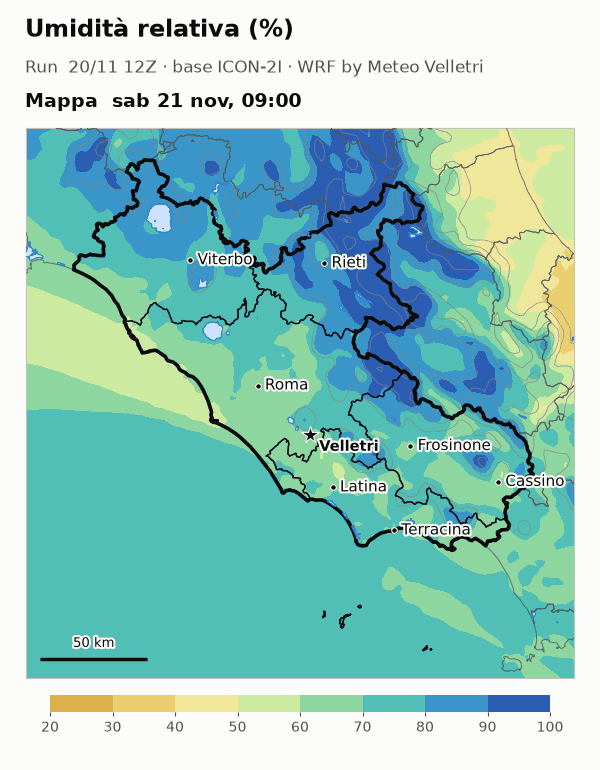 Umidità relativa (%)
Run  20/11 12Z · base ICON-2I · WRF by Meteo Velletri
Mappa  sab 21 nov, 09:00
Viterbo
Rieti
Roma
Velletri
Frosinone
Latina
Cassino
Terracina
50 km
20 30 40 50 60 70 80 90 100